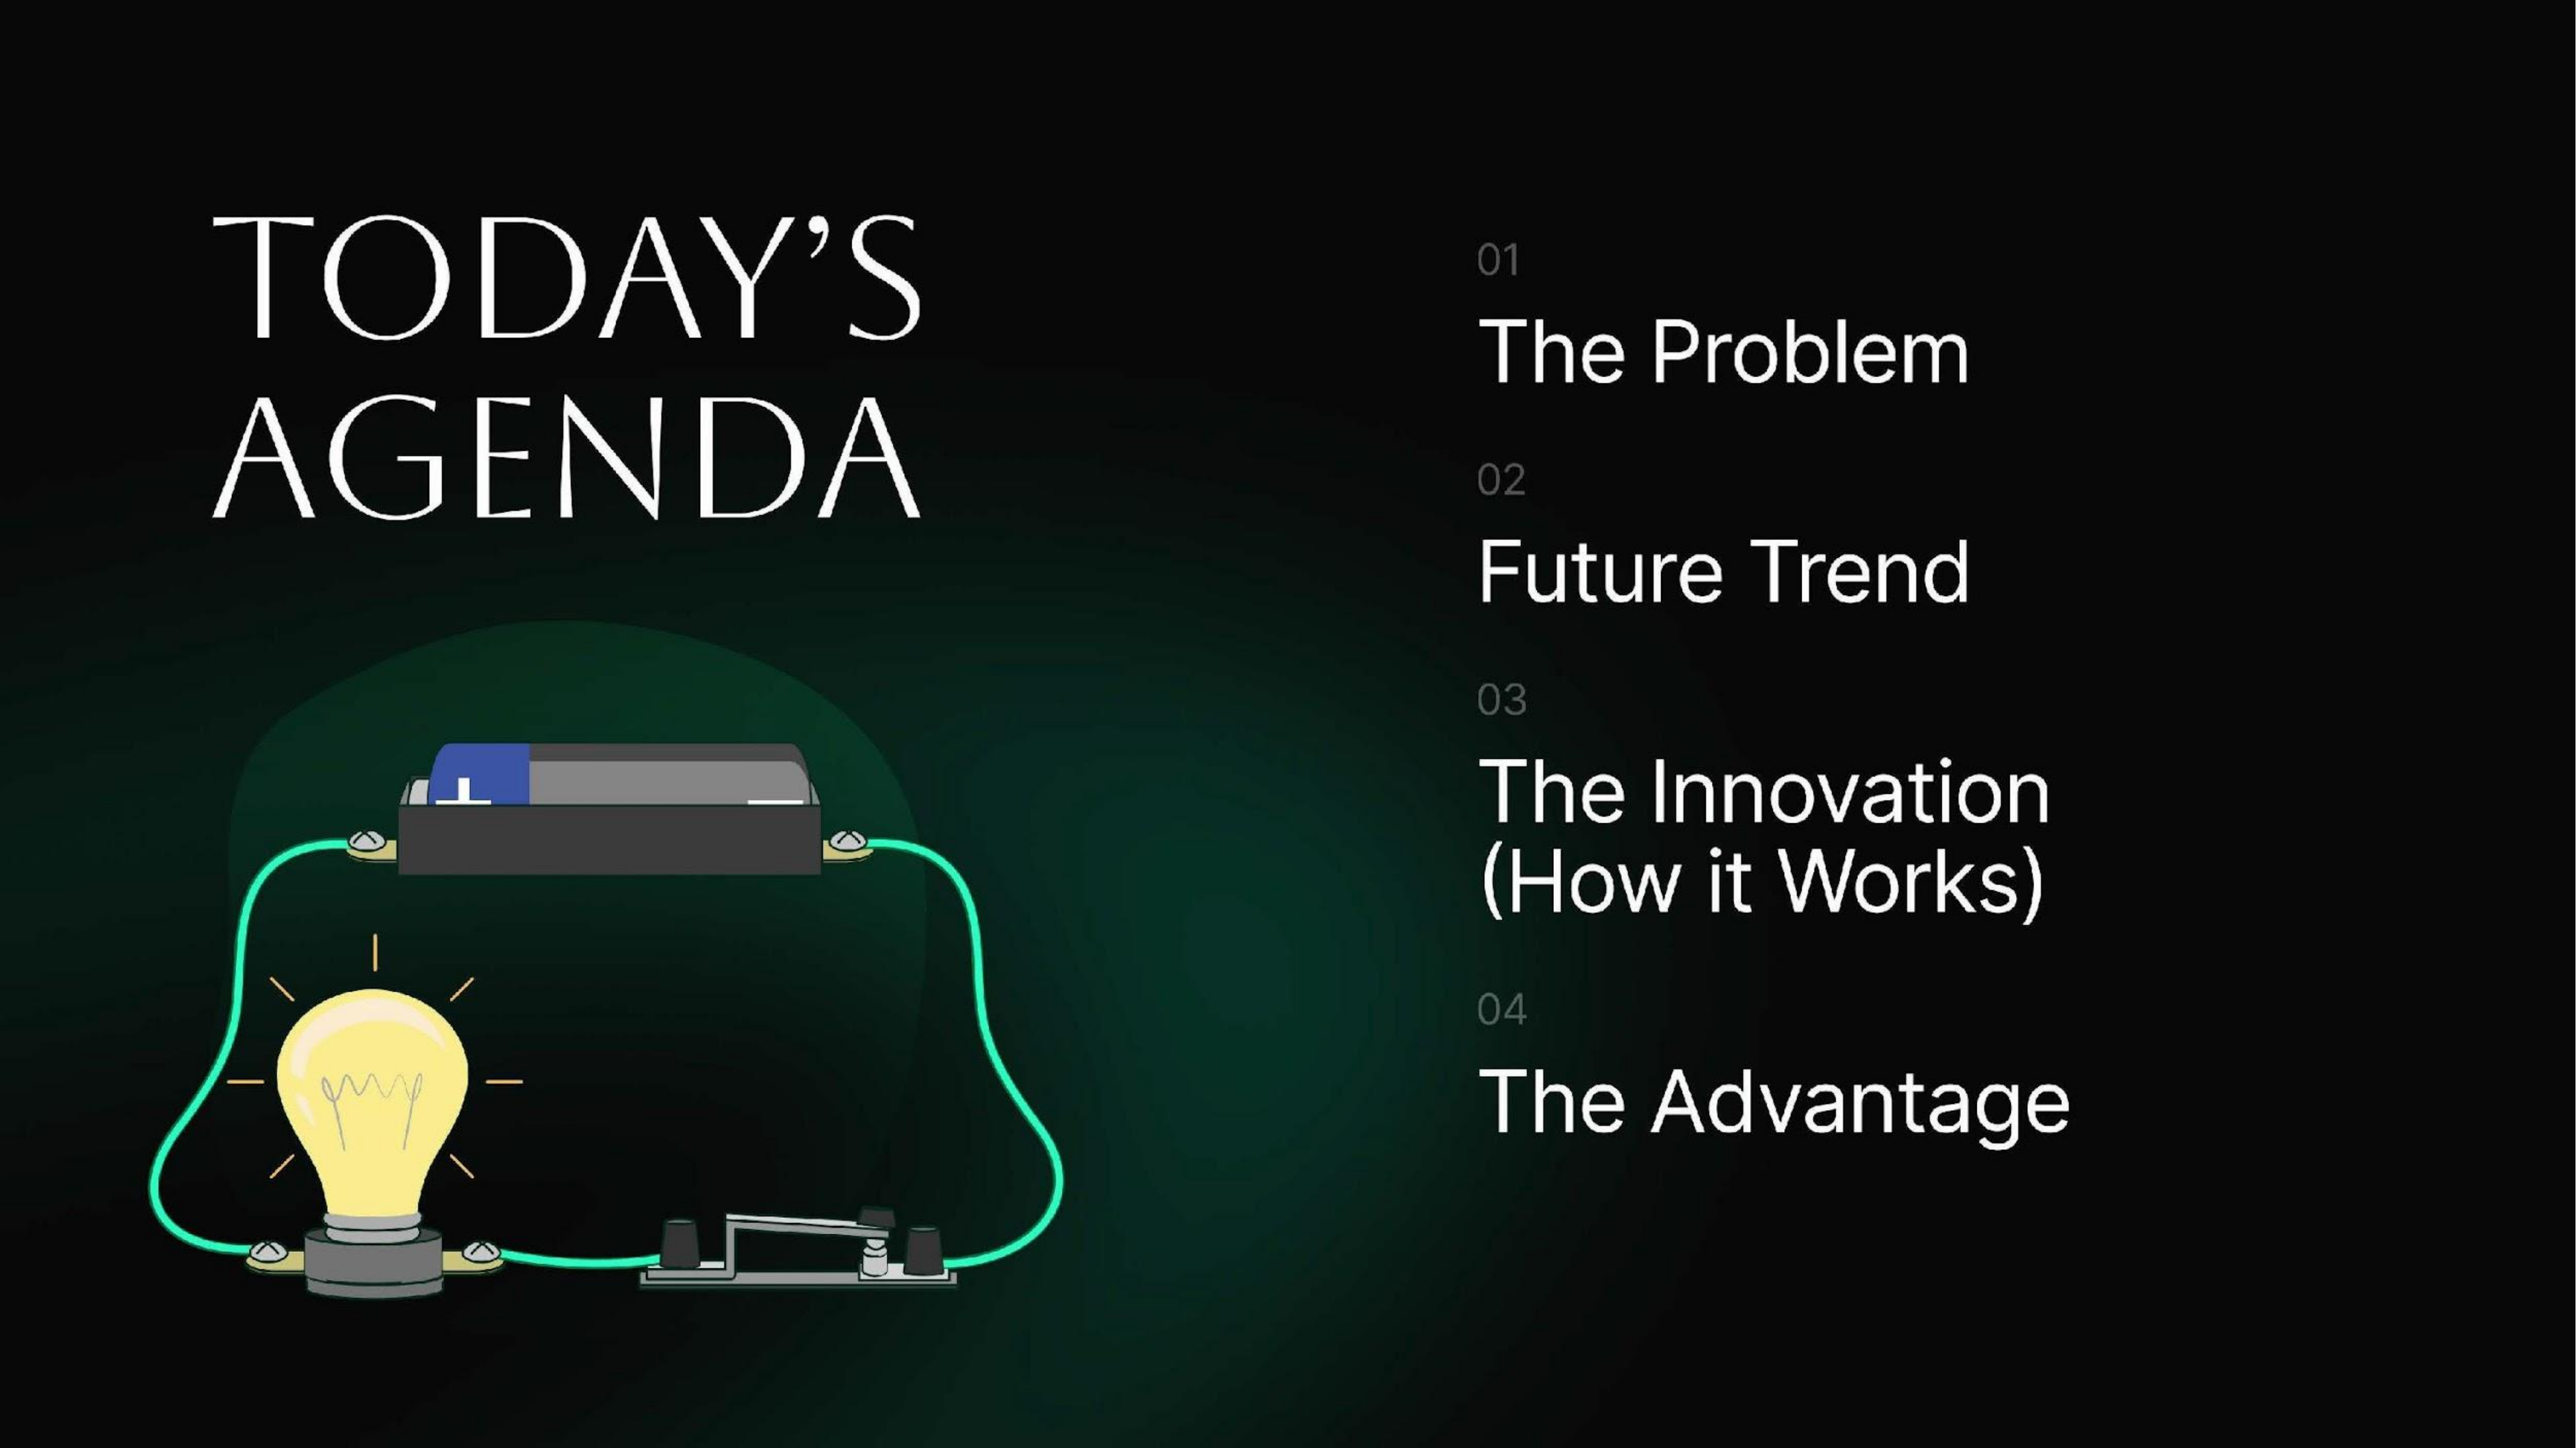 TODAY’S
AGENDA
01
The Problem
02
Future Trend
03
The Innovation
(How it Works)
04
The Advantage